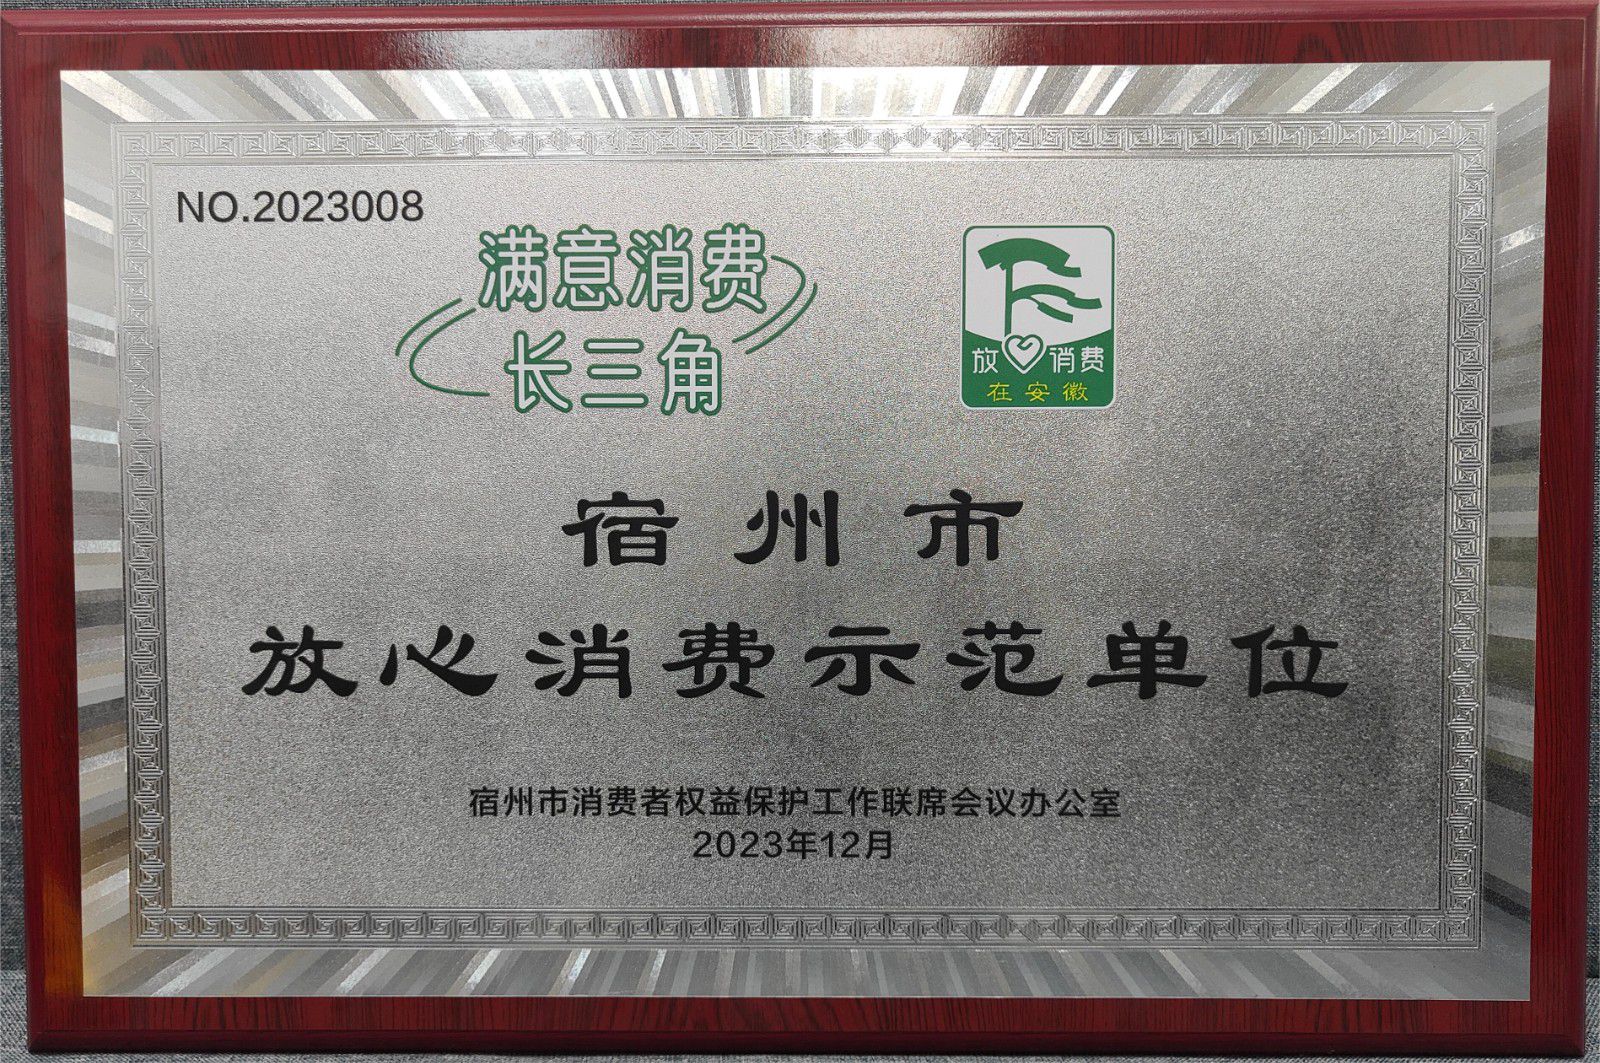 NO.2023008
满意消费
长三角
放心消费
在安徽
宿州市
放心消费示范单位
宿州市消费者权益保护工作联席会议办公室
2023年12月